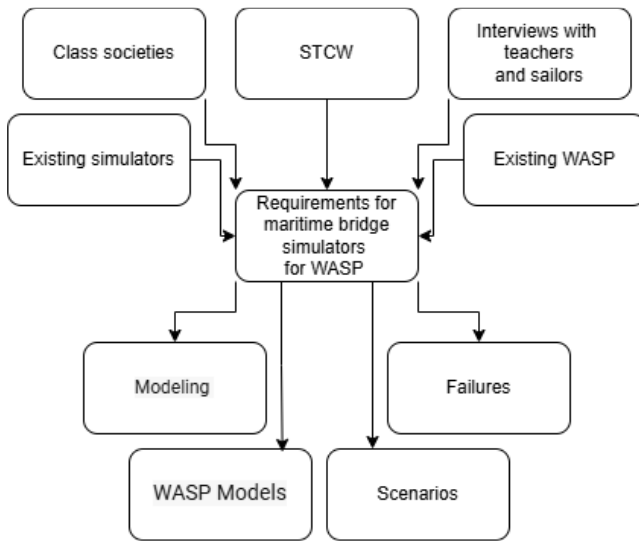 Class societies
STCW
Interviews with
teachers
and sailors
Existing simulators
Existing WASP
Requirements for
maritime bridge
simulators
for WASP
Modeling
Failures
WASP Models
Scenarios